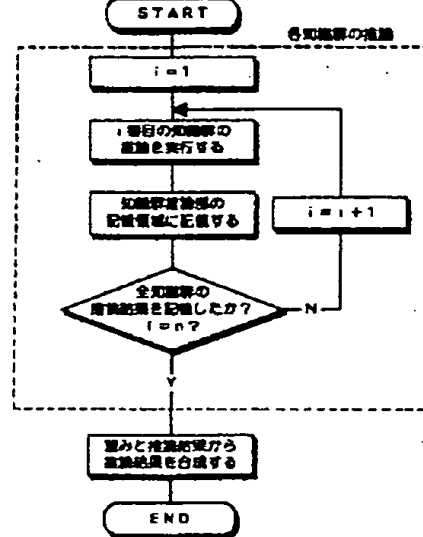 START
各知識群の推論
i＝1
i番目の知識群の
推論を実行する
知識群推論部の
記憶領域に記憶する
i＝i＋1
全知識群の
推論結果を記憶したか？
i＝n？
N
Y
重みと推論結果から
推論結果を合成する
END